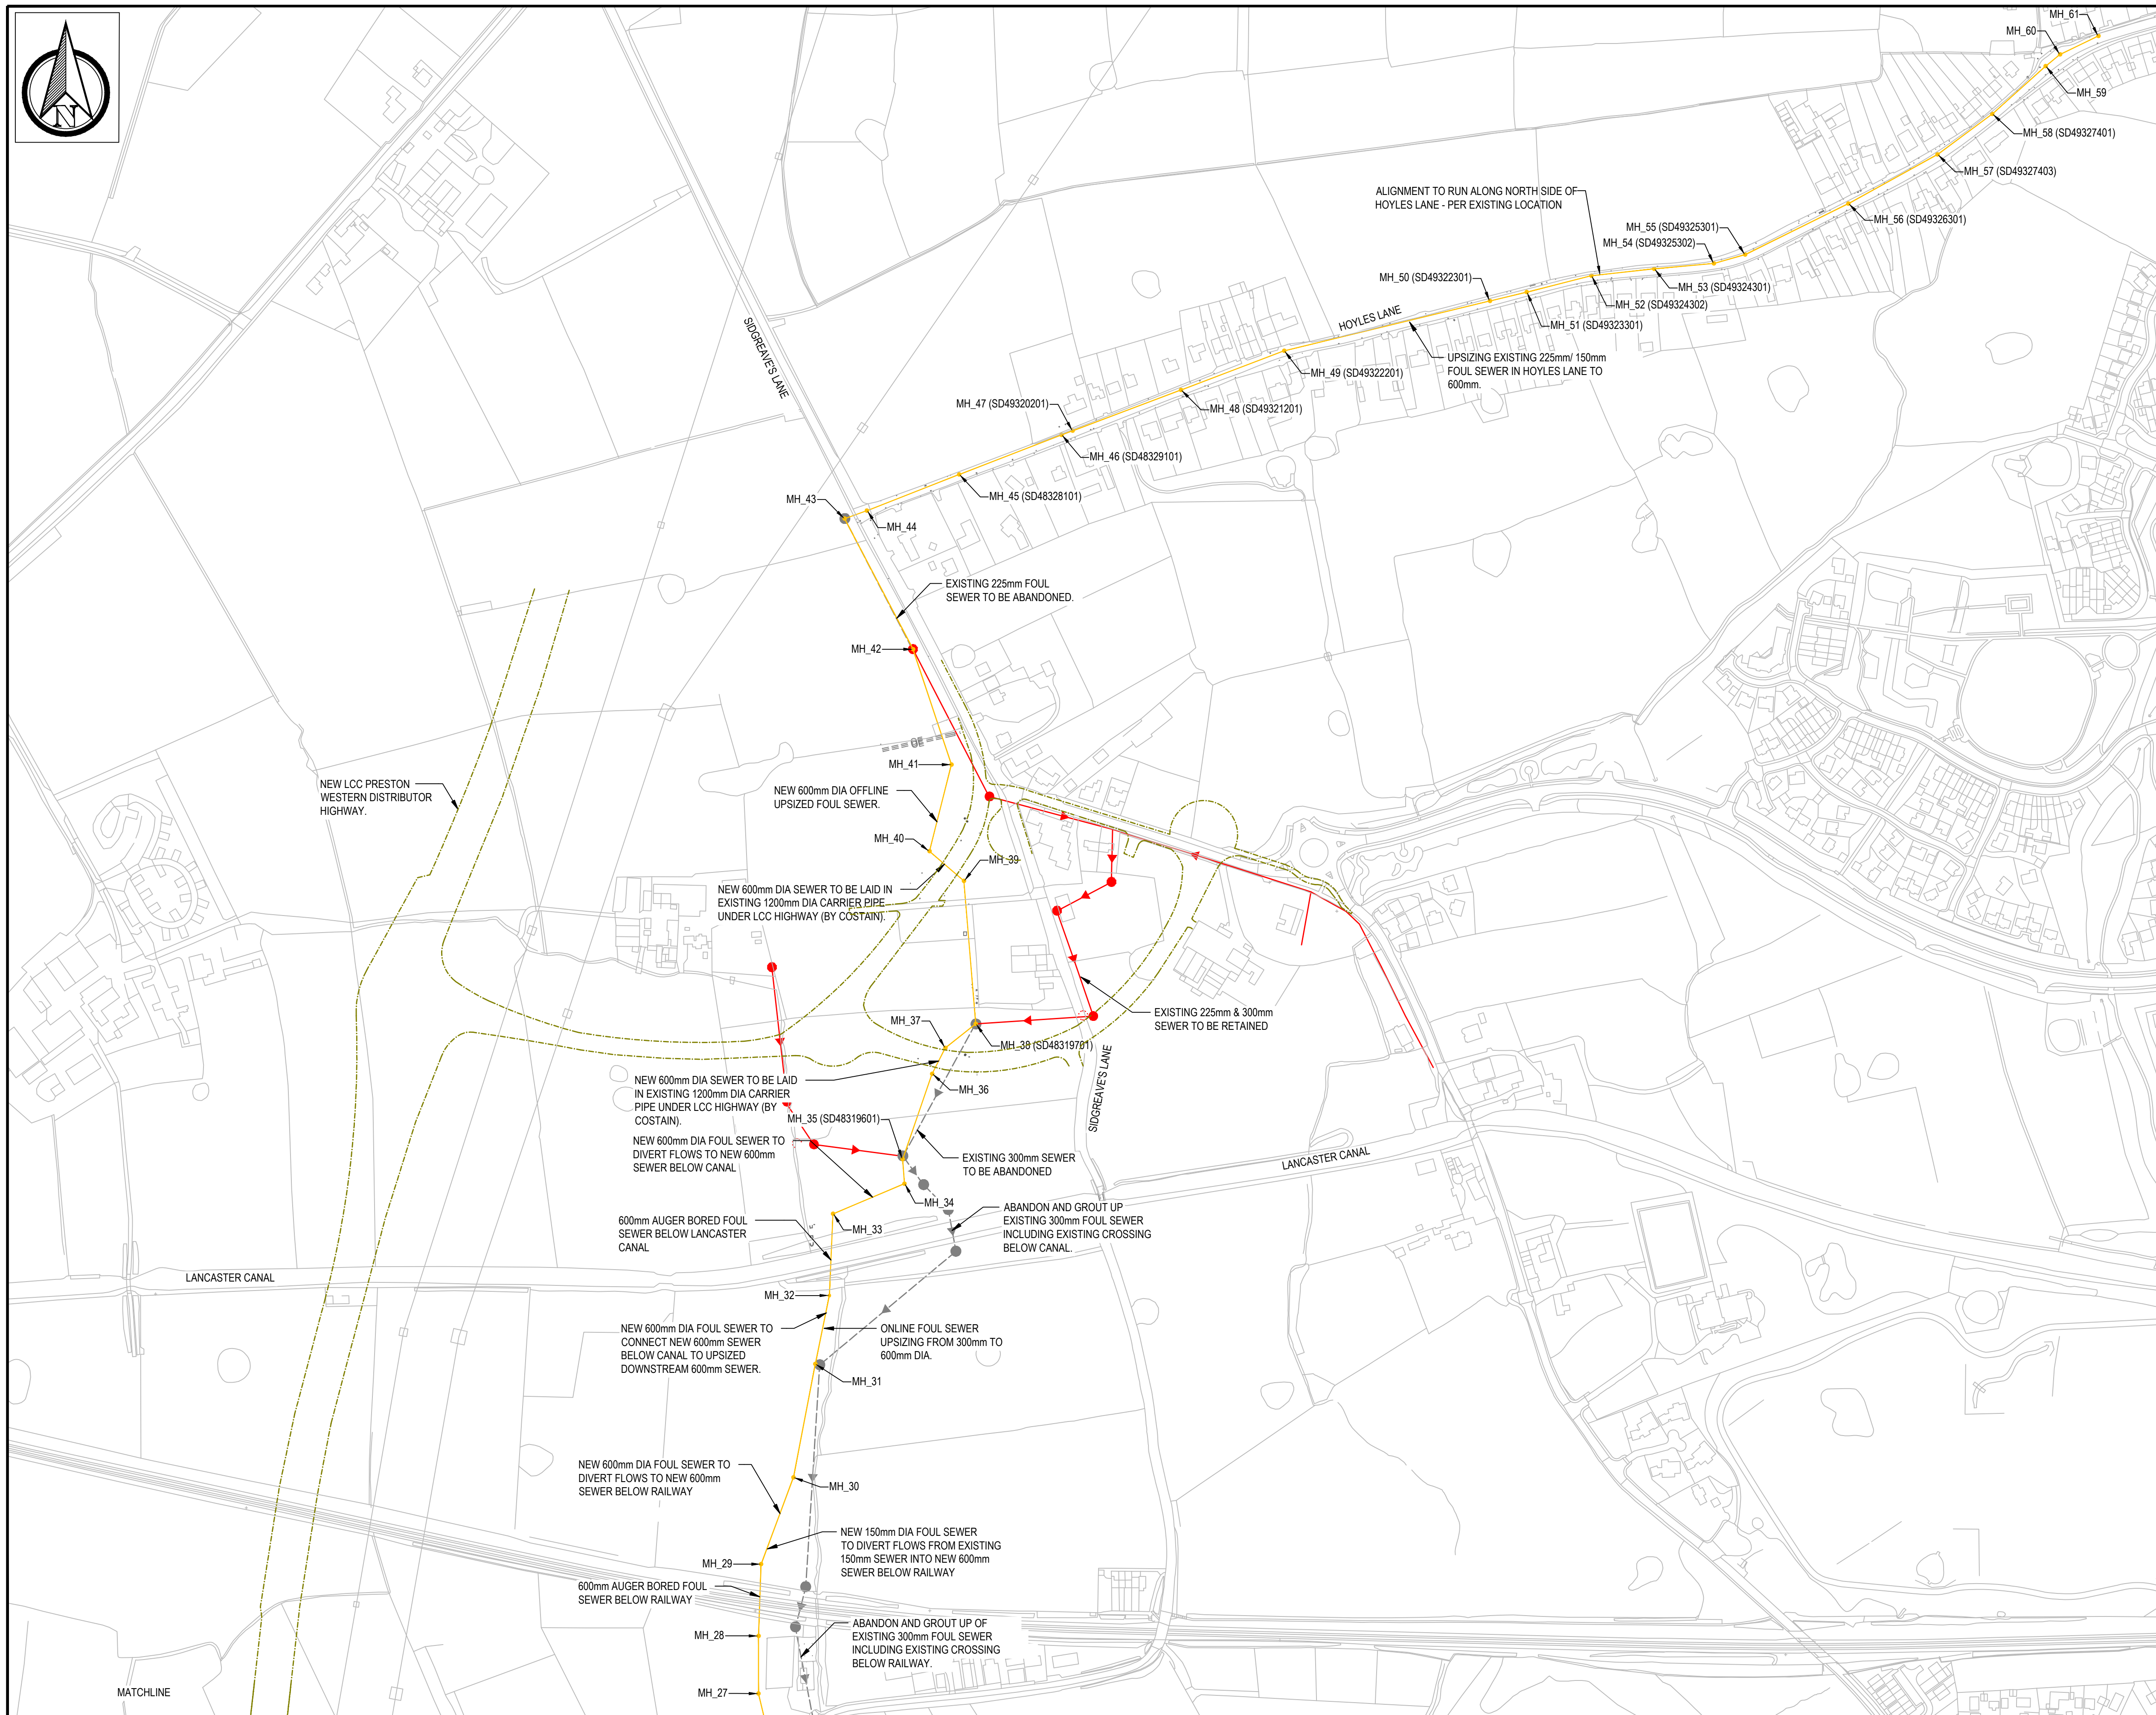 N
MH_61
MH_60
MH_59
MH_58 (SD49327401)
MH_57 (SD49327403)
ALIGNMENT TO RUN ALONG NORTH SIDE OF
HOYLES LANE - PER EXISTING LOCATION
MH_56 (SD49326301)
MH_55 (SD49325301)
MH_54 (SD49325302)
MH_50 (SD49322301)
MH_53 (SD49324301)
MH_52 (SD49324302)
MH_51 (SD49323301)
HOYLES LANE
SIDGREAVE'S LANE
UPSIZING EXISTING 225mm/ 150mm
FOUL SEWER IN HOYLES LANE TO
600mm.
MH_49 (SD49322201)
MH_47 (SD49320201)
MH_48 (SD49321201)
MH_46 (SD48329101)
MH_45 (SD48328101)
MH_43
MH_44
EXISTING 225mm FOUL
SEWER TO BE ABANDONED.
MH_42
MH_41
NEW LCC PRESTON
WESTERN DISTRIBUTOR
HIGHWAY.
NEW 600mm DIA OFFLINE
UPSIZED FOUL SEWER.
MH_40
MH_39
NEW 600mm DIA SEWER TO BE LAID IN
EXISTING 1200mm DIA CARRIER PIPE
UNDER LCC HIGHWAY (BY COSTAIN).
EXISTING 225mm & 300mm
SEWER TO BE RETAINED
MH_37
MH_38 (SD48319701)
SIDGREAVE'S LANE
NEW 600mm DIA SEWER TO BE LAID
IN EXISTING 1200mm DIA CARRIER
PIPE UNDER LCC HIGHWAY (BY
COSTAIN).
MH_36
MH_35 (SD48319601)
NEW 600mm DIA FOUL SEWER TO
DIVERT FLOWS TO NEW 600mm
SEWER BELOW CANAL
EXISTING 300mm SEWER
TO BE ABANDONED
LANCASTER CANAL
MH_34
ABANDON AND GROUT UP
EXISTING 300mm FOUL SEWER
INCLUDING EXISTING CROSSING
BELOW CANAL.
600mm AUGER BORED FOUL
SEWER BELOW LANCASTER
CANAL
MH_33
LANCASTER CANAL
MH_32
NEW 600mm DIA FOUL SEWER TO
CONNECT NEW 600mm SEWER
BELOW CANAL TO UPSIZED
DOWNSTREAM 600mm SEWER.
ONLINE FOUL SEWER
UPSIZING FROM 300mm TO
600mm DIA.
MH_31
NEW 600mm DIA FOUL SEWER TO
DIVERT FLOWS TO NEW 600mm
SEWER BELOW RAILWAY
MH_30
NEW 150mm DIA FOUL SEWER
TO DIVERT FLOWS FROM EXISTING
150mm SEWER INTO NEW 600mm
SEWER BELOW RAILWAY
MH_29
600mm AUGER BORED FOUL
SEWER BELOW RAILWAY
ABANDON AND GROUT UP OF
EXISTING 300mm FOUL SEWER
INCLUDING EXISTING CROSSING
BELOW RAILWAY.
MH_28
MH_27
MATCHLINE